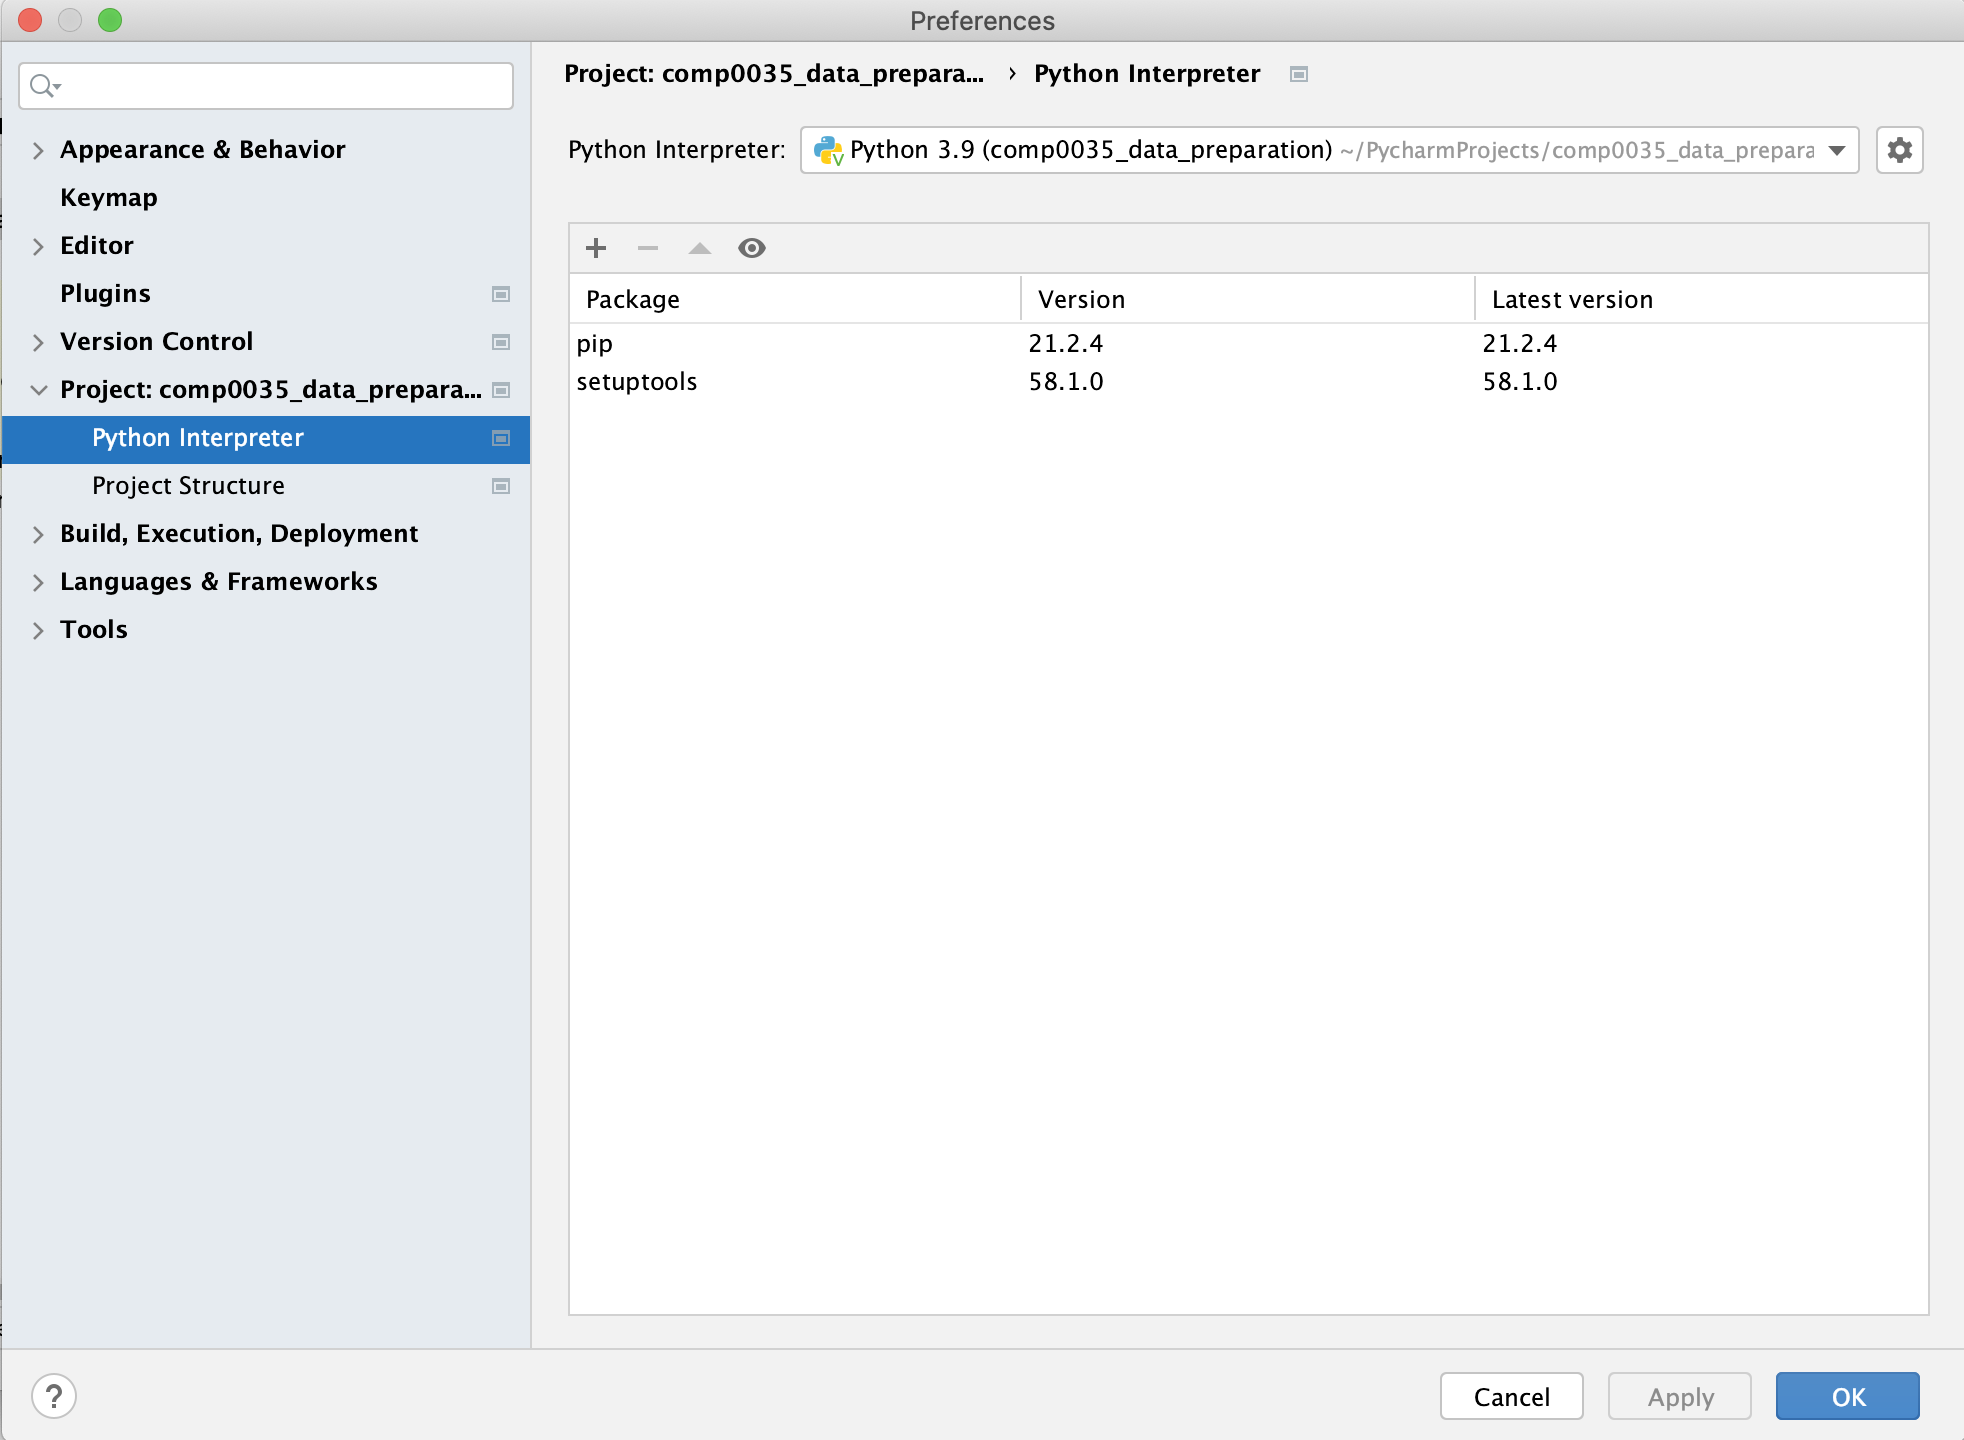 Preferences
Appearance & Behavior
Keymap
Editor
Plugins
Version Control
Project: comp0035_data_prepara...
Python Interpreter
Project Structure
Build, Execution, Deployment
Languages & Frameworks
Tools
Project: comp0035_data_prepara... › Python Interpreter
Python Interpreter: Python 3.9 (comp0035_data_preparation) ~/PycharmProjects/comp0035_data_prepara
Package Version Latest version
pip 21.2.4 21.2.4
setuptools 58.1.0 58.1.0
? Cancel Apply OK